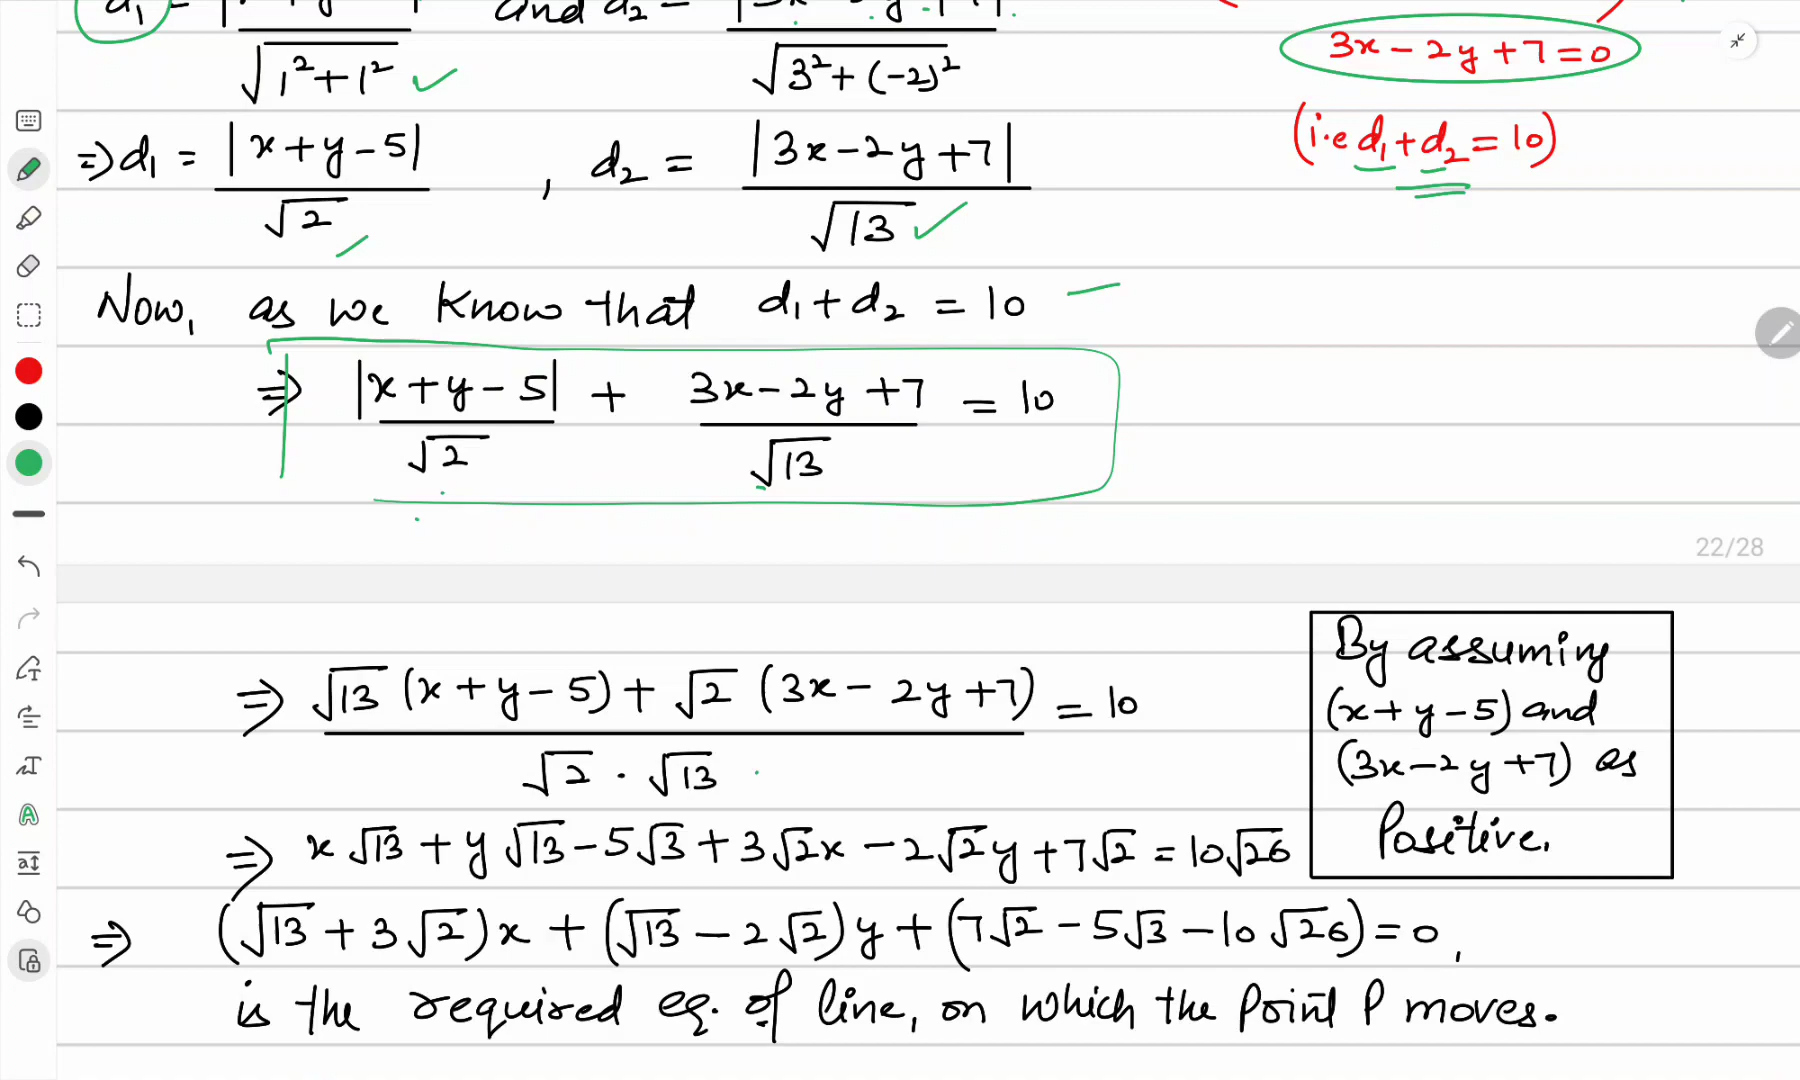 and d₂ =
√1²+1²
√3²+(-2)²
3x-2y+7=0
(i.e d₁+d₂=10)
=> d₁ = |x+y-5| / √2 , d₂ = |3x-2y+7| / √13
Now, as we know that d₁+d₂ = 10
=> |x+y-5| / √2 + 3x-2y+7 / √13 = 10
22/28
=> √13 (x+y-5) + √2 (3x-2y+7) / √2 · √13 = 10
By assuming
(x+y-5) and
(3x-2y+7) as
Positive.
=> x√13 + y√13 - 5√3 + 3√2x - 2√2y + 7√2 = 10√26
=> (√13 + 3√2)x + (√13 - 2√2)y + (7√2 - 5√3 - 10√26) = 0,
is the required eq. of line, on which the point P moves.